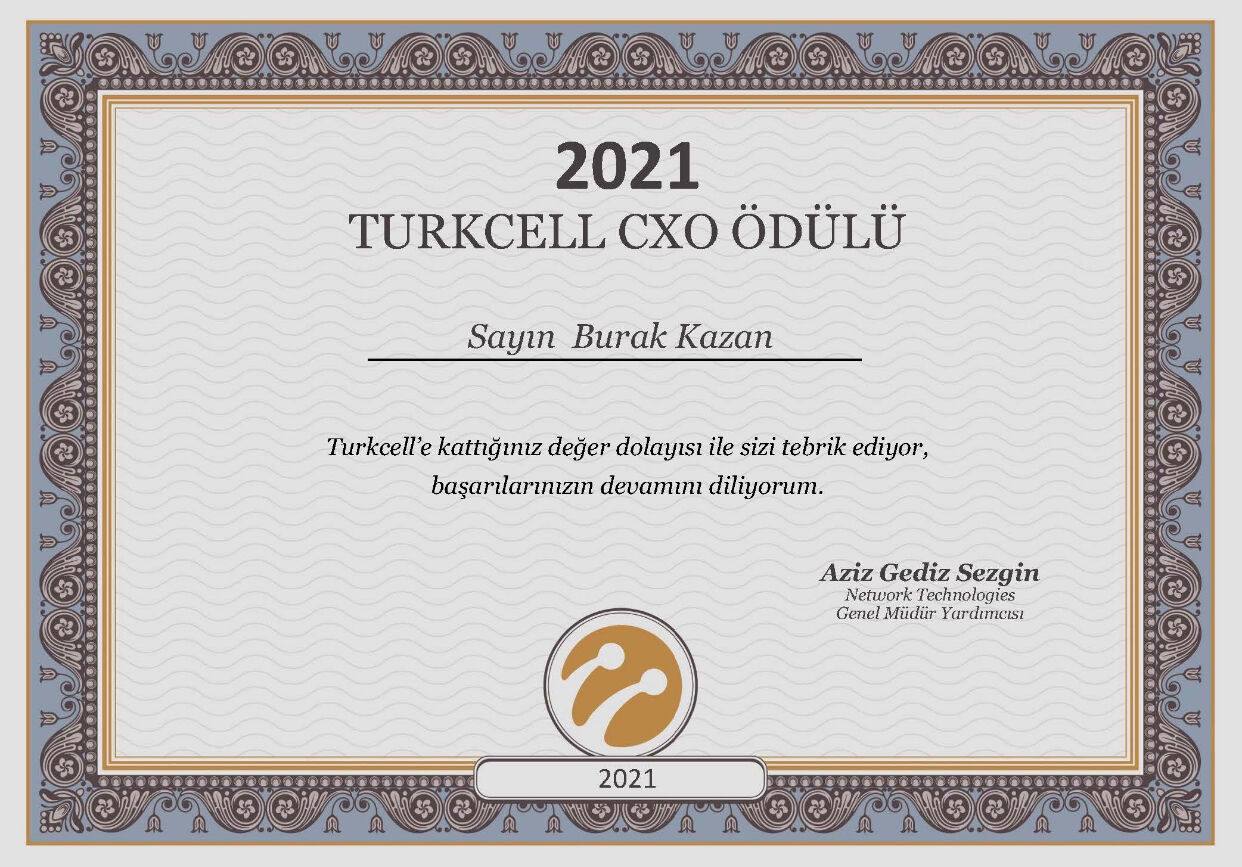 2021
TURKCELL CXO ÖDÜLÜ
Sayın Burak Kazan
Turkcell’e kattığınız değer dolayısı ile sizi tebrik ediyor,
başarılarınızın devamını diliyorum.
Aziz Gediz Sezgin
Network Technologies
Genel Müdür Yardımcısı
2021